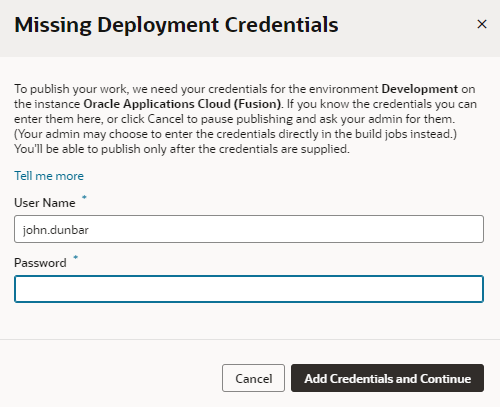 Missing Deployment Credentials
×
To publish your work, we need your credentials for the environment Development on
the instance Oracle Applications Cloud (Fusion). If you know the credentials you can
enter them here, or click Cancel to pause publishing and ask your admin for them.
(Your admin may choose to enter the credentials directly in the build jobs instead.)
You'll be able to publish only after the credentials are supplied.
Tell me more
User Name *
john.dunbar
Password *
Cancel
Add Credentials and Continue